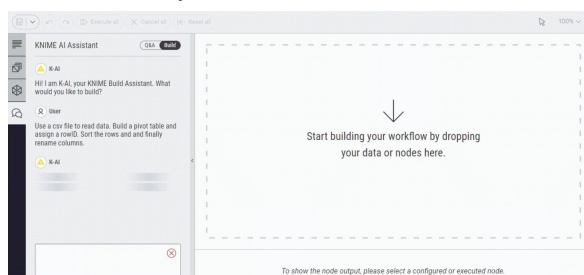 Execute all
Cancel all
Reset all
100%
KNIME AI Assistant
Q&A
Build
K-AI
Hi! I am K-AI, your KNIME Build Assistant. What
would you like to build?
User
Use a csv file to read data. Build a pivot table and
assign a rowID. Sort the rows and and finally
rename columns.
K-AI
Start building your workflow by dropping
your data or nodes here.
To show the node output, please select a configured or executed node.